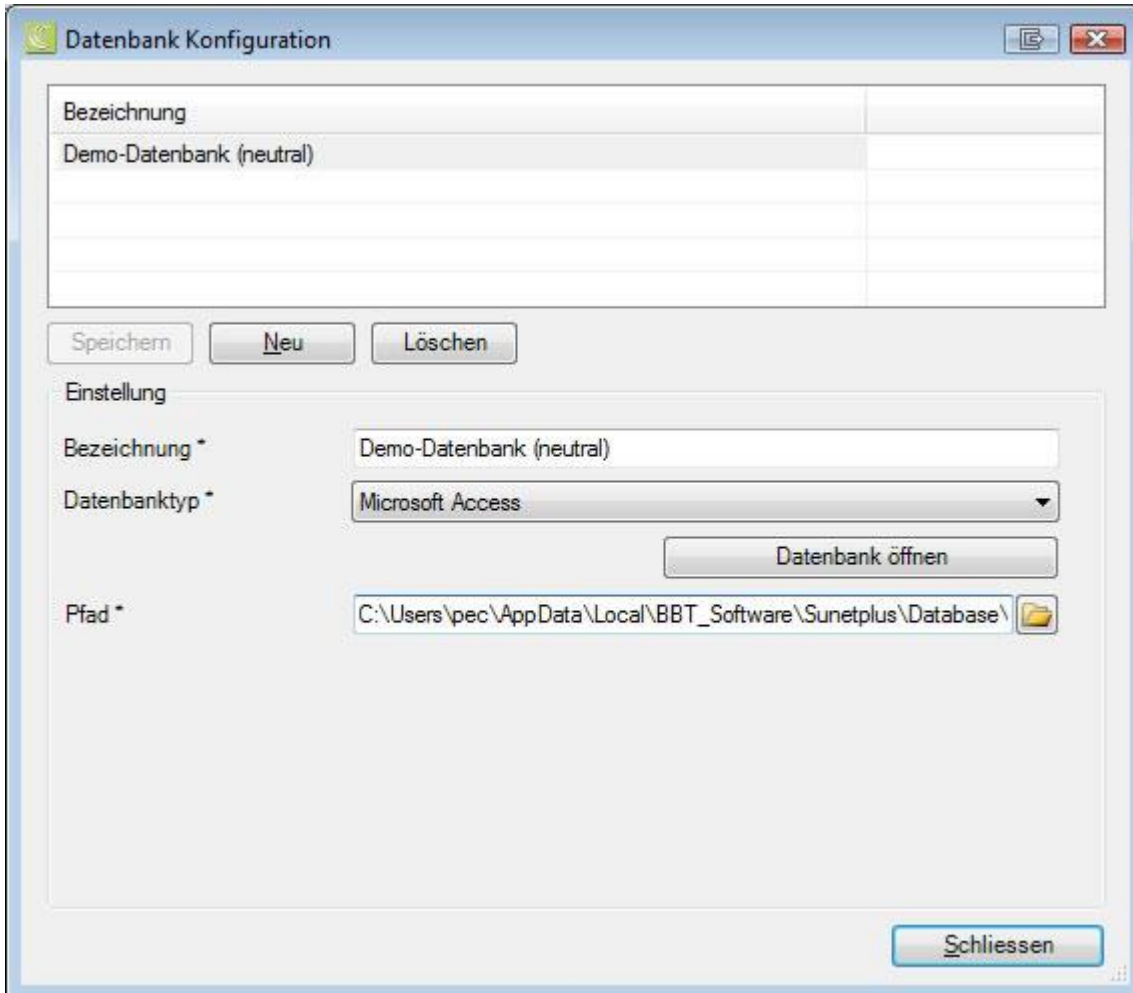 Datenbank Konfiguration
Bezeichnung
Demo-Datenbank (neutral)
Speichern Neu Löschen
Einstellung
Bezeichnung * Demo-Datenbank (neutral)
Datenbanktyp * Microsoft Access
Datenbank öffnen
Pfad * C:\Users\pec\AppData\Local\BBT_Software\Sunetplus\Database\
Schliessen